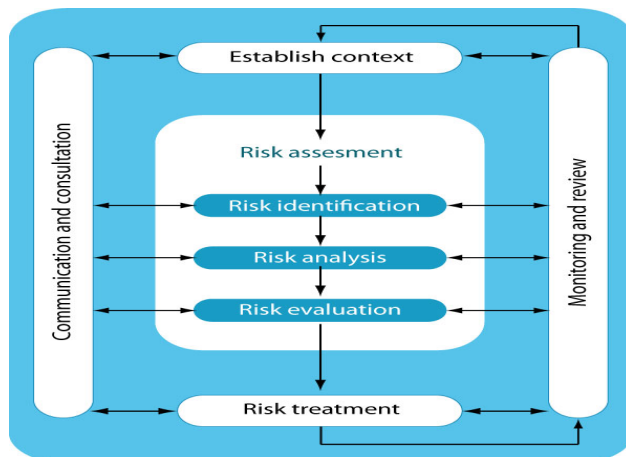 Establish context
Communication and consultation
Risk assesment
Risk identification
Risk analysis
Risk evaluation
Risk treatment
Monitoring and review